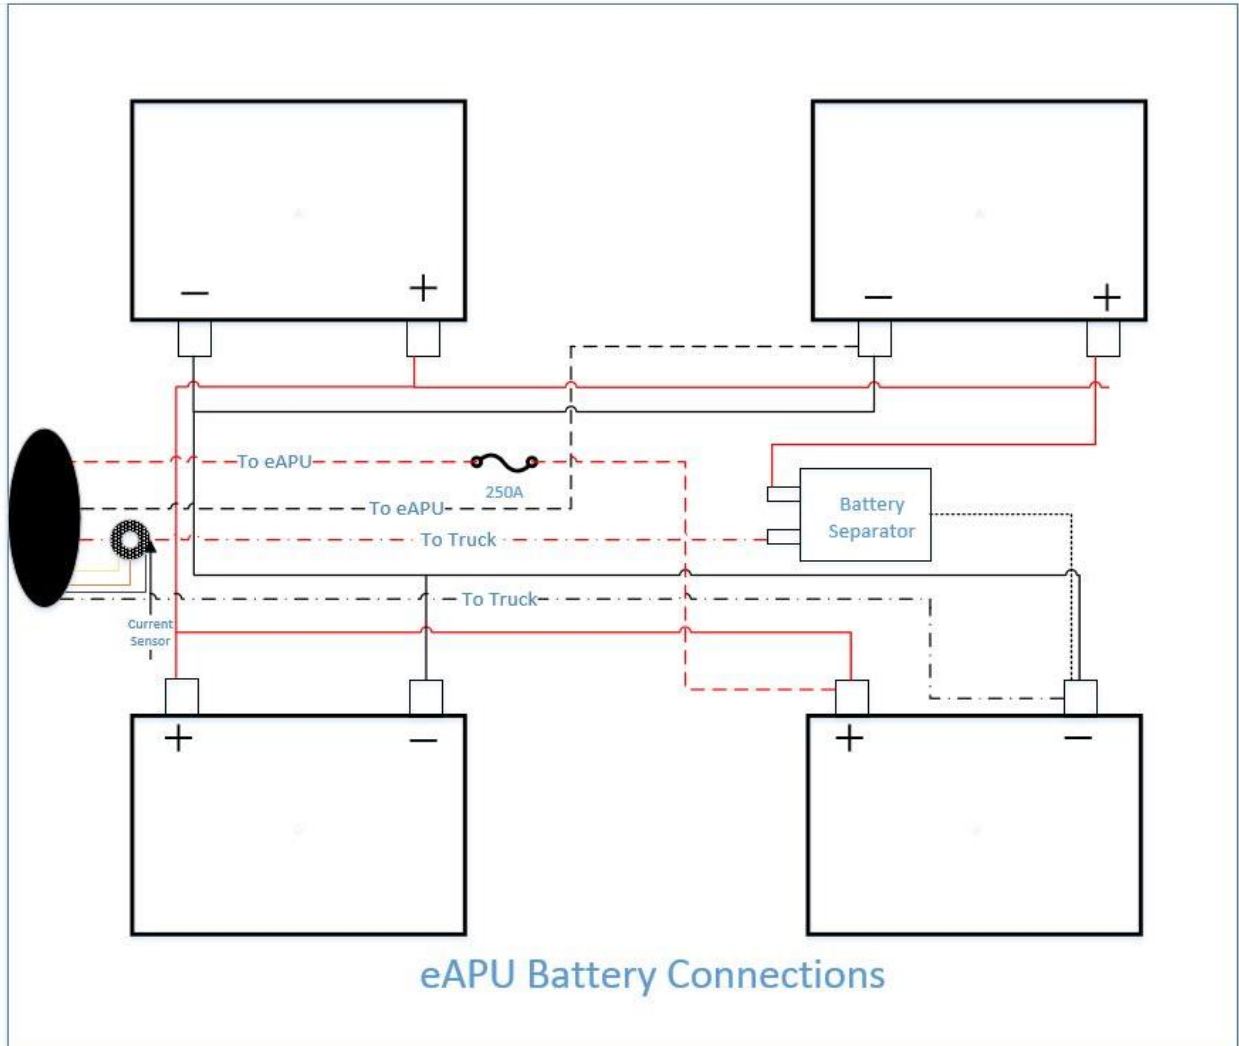 − +
− +
To eAPU
250A
To eAPU
Battery
Separator
To Truck
To Truck
Current
Sensor
+ −
+ −
eAPU Battery Connections